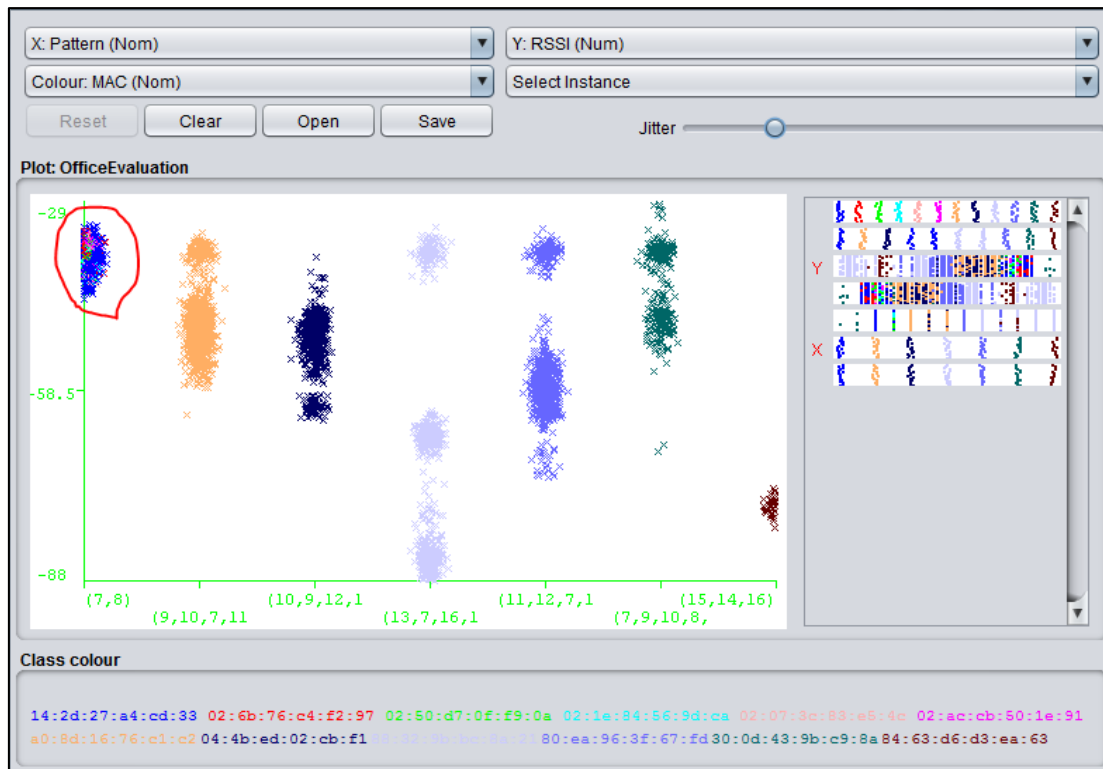 X: Pattern (Nom)
Y: RSSI (Num)
Colour: MAC (Nom)
Select Instance
Reset Clear Open Save
Jitter
Plot: OfficeEvaluation
-29
-58.5
-88
(7,8) (10,9,12,1 (11,12,7,1 (15,14,16)
(9,10,7,11 (13,7,16,1 (7,9,10,8,
Y
X
Class colour
14:2d:27:a4:cd:33 02:6b:76:c4:f2:97 02:50:d7:0f:f9:0a 02:1e:84:56:9d:ca 02:07:3c:83:e5:4c 02:ac:cb:50:1e:91
a0:8d:16:76:c1:c2 04:4b:ed:02:cb:f1 80:ea:96:3f:67:fd 30:0d:43:9b:c9:8a 84:63:d6:d3:ea:63